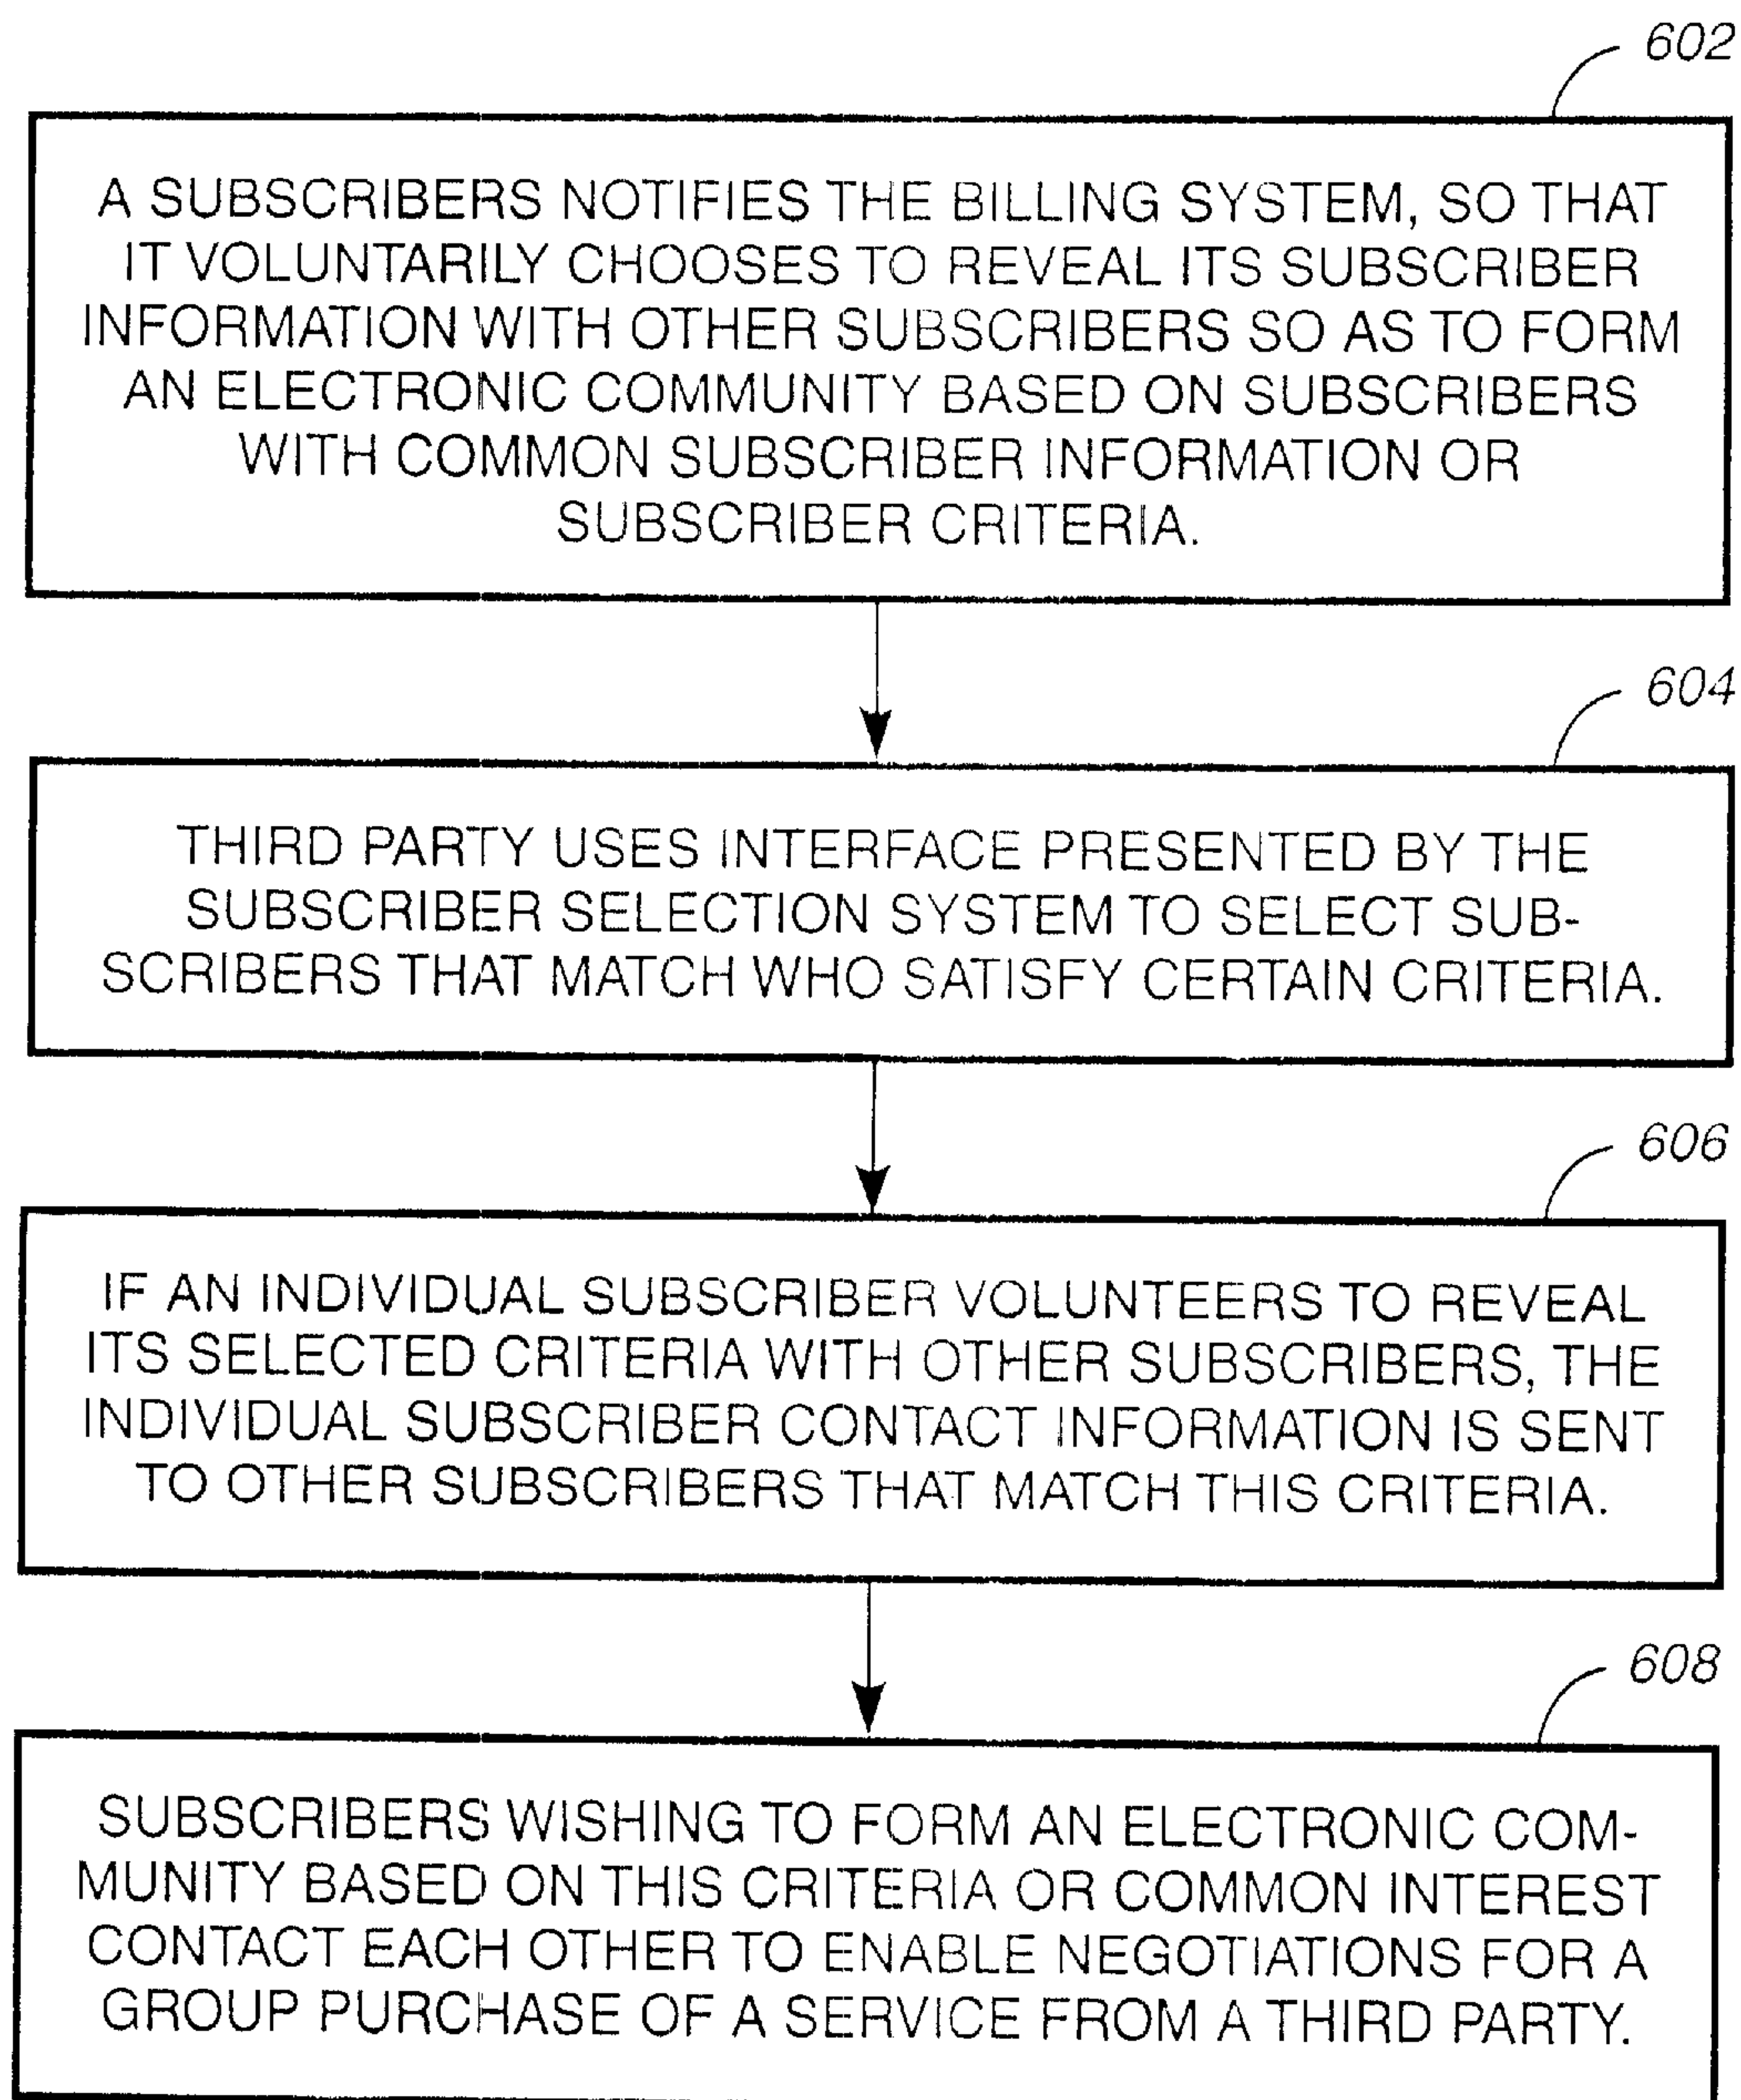 602
A SUBSCRIBERS NOTIFIES THE BILLING SYSTEM, SO THAT
IT VOLUNTARILY CHOOSES TO REVEAL ITS SUBSCRIBER
INFORMATION WITH OTHER SUBSCRIBERS SO AS TO FORM
AN ELECTRONIC COMMUNITY BASED ON SUBSCRIBERS
WITH COMMON SUBSCRIBER INFORMATION OR
SUBSCRIBER CRITERIA.
604
THIRD PARTY USES INTERFACE PRESENTED BY THE
SUBSCRIBER SELECTION SYSTEM TO SELECT SUB-
SCRIBERS THAT MATCH WHO SATISFY CERTAIN CRITERIA.
606
IF AN INDIVIDUAL SUBSCRIBER VOLUNTEERS TO REVEAL
ITS SELECTED CRITERIA WITH OTHER SUBSCRIBERS, THE
INDIVIDUAL SUBSCRIBER CONTACT INFORMATION IS SENT
TO OTHER SUBSCRIBERS THAT MATCH THIS CRITERIA.
608
SUBSCRIBERS WISHING TO FORM AN ELECTRONIC COM-
MUNITY BASED ON THIS CRITERIA OR COMMON INTEREST
CONTACT EACH OTHER TO ENABLE NEGOTIATIONS FOR A
GROUP PURCHASE OF A SERVICE FROM A THIRD PARTY.